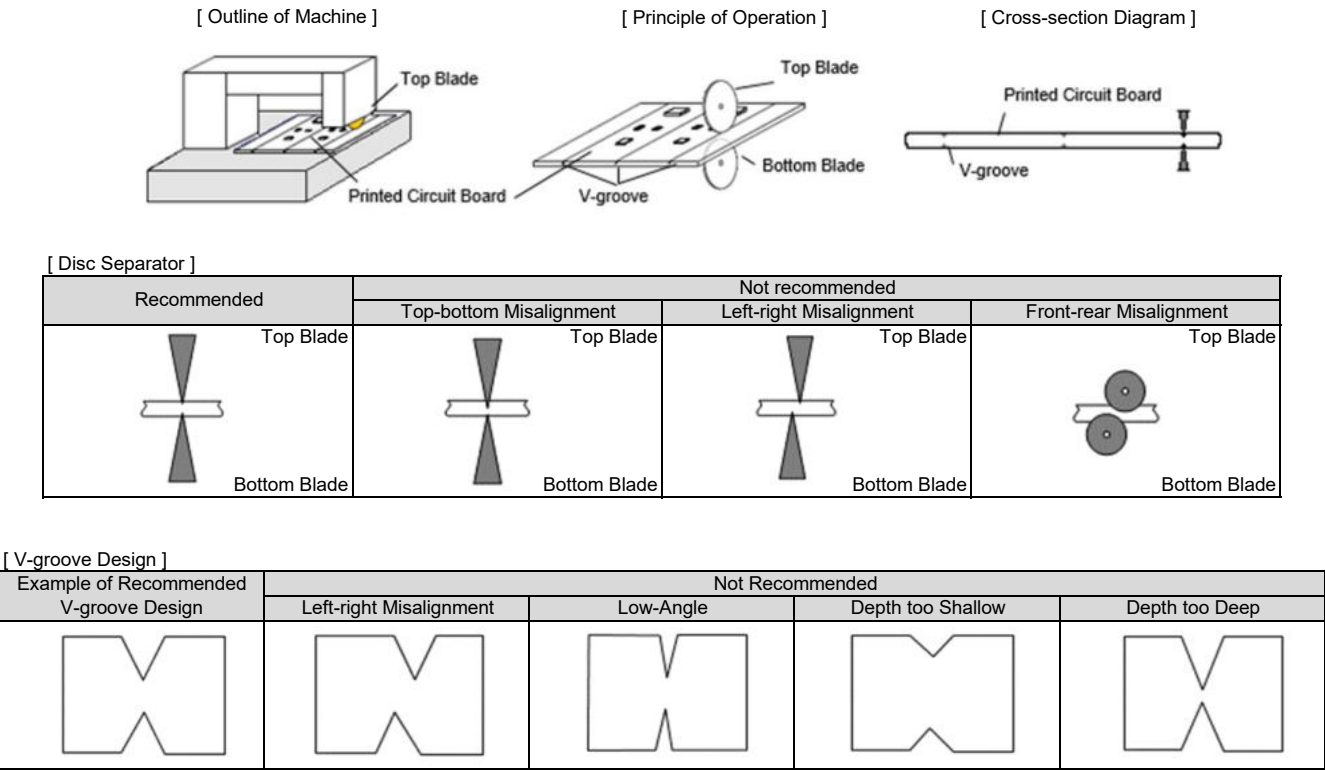 [ Outline of Machine ]
[ Principle of Operation ]
[ Cross-section Diagram ]
Top Blade
Printed Circuit Board
Top Blade
Bottom Blade
V-groove
Printed Circuit Board
V-groove
[ Disc Separator ]
Recommended
Not recommended
Top-bottom Misalignment
Left-right Misalignment
Front-rear Misalignment
Top Blade
Top Blade
Top Blade
Top Blade
Bottom Blade
Bottom Blade
Bottom Blade
Bottom Blade
[ V-groove Design ]
Example of Recommended
V-groove Design
Not Recommended
Left-right Misalignment
Low-Angle
Depth too Shallow
Depth too Deep